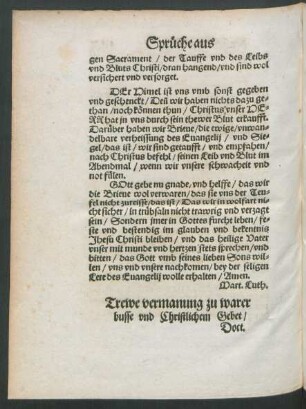 Sprüche aus
gen Sacrament / der Tauffe vnd des Leibs
vnd Bluts Christi / dran hangend / vnd sind wol
versichert vnd versorget.
DEr Himel ist vns vmb sonst gegeben
vnd geschenckt / Deñ wir haben nichts dazu ge
than / noch können thun / Christus vnser HE-
RR hat jn vns durch sein thewer Blut erkaufft.
Darüber haben wir Brieue / die ewige / vnwan-
delbare verheissung des Euangelij / vnd Sie-
gel / das ist / wir sind getaufft / vnd empfahen /
nach Christus befehl / seinen Leib vnd Blut im
Abendmal / wenn wir vnsere schwacheit vnd
not fülen.
GOtt gebe nu gnade / vnd helffe / das wir
die Brieue wol verwaren / das sie vns der Teu-
fel nicht zureisse / das ist / Das wir in wolfart ni-
cht sicher / in trübsaln nicht trawrig vnd verzagt
sein / Sondern jmer in Gottes furcht leben / fe-
ste vnd bestendig im glauben vnd bekentnis
Jhesu Christi bleiben / vnd das heilige Vater
vnser mit munde vnd hertzen stets sprechen / vnd
bitten / das Gott vmb seines lieben Sons wil-
len / vns vnd vnsere nachkomen / bey der seligen
Lere des Euangelij wolle erhalten / Amen.
Mart. Luth.
Trewe vermanung zu warer
busse vnd Christlichem Gebet /
Doct.